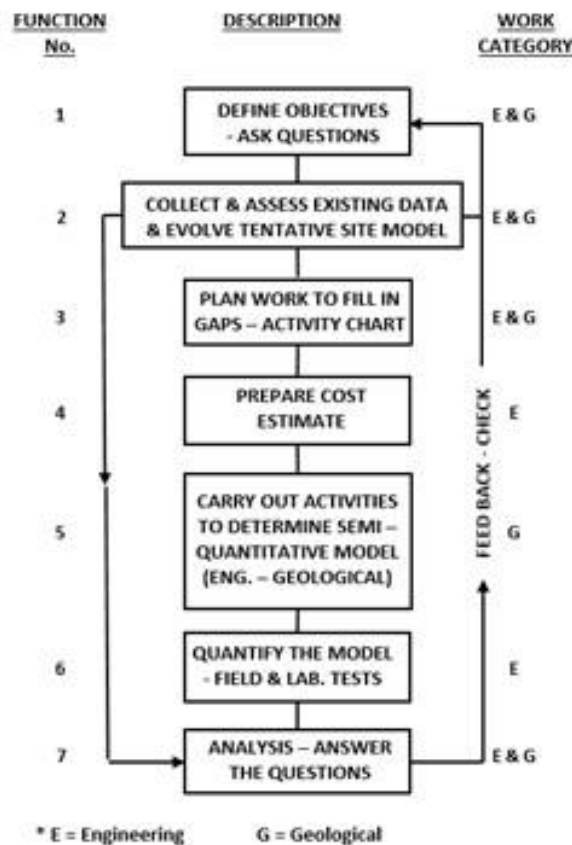 FUNCTION No.
DESCRIPTION
WORK CATEGORY
1
DEFINE OBJECTIVES
- ASK QUESTIONS
E & G
2
COLLECT & ASSESS EXISTING DATA
& EVOLVE TENTATIVE SITE MODEL
E & G
3
PLAN WORK TO FILL IN
GAPS – ACTIVITY CHART
E & G
4
PREPARE COST
ESTIMATE
E
5
CARRY OUT ACTIVITIES
TO DETERMINE SEMI –
QUANTITATIVE MODEL
(ENG. – GEOLOGICAL)
G
6
QUANTIFY THE MODEL
- FIELD & LAB. TESTS
E
7
ANALYSIS – ANSWER
THE QUESTIONS
E & G
FEED BACK - CHECK
* E = Engineering G = Geological